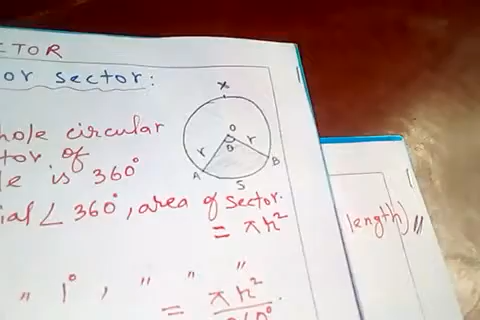 CTOR
or sector:
hole circular
tor of
le is 360°
ial ∠ 360°, area of sector.
= πr²
" 1°, " " "
= πr²
360°
X
O
θ
r r
A B
S
length) //